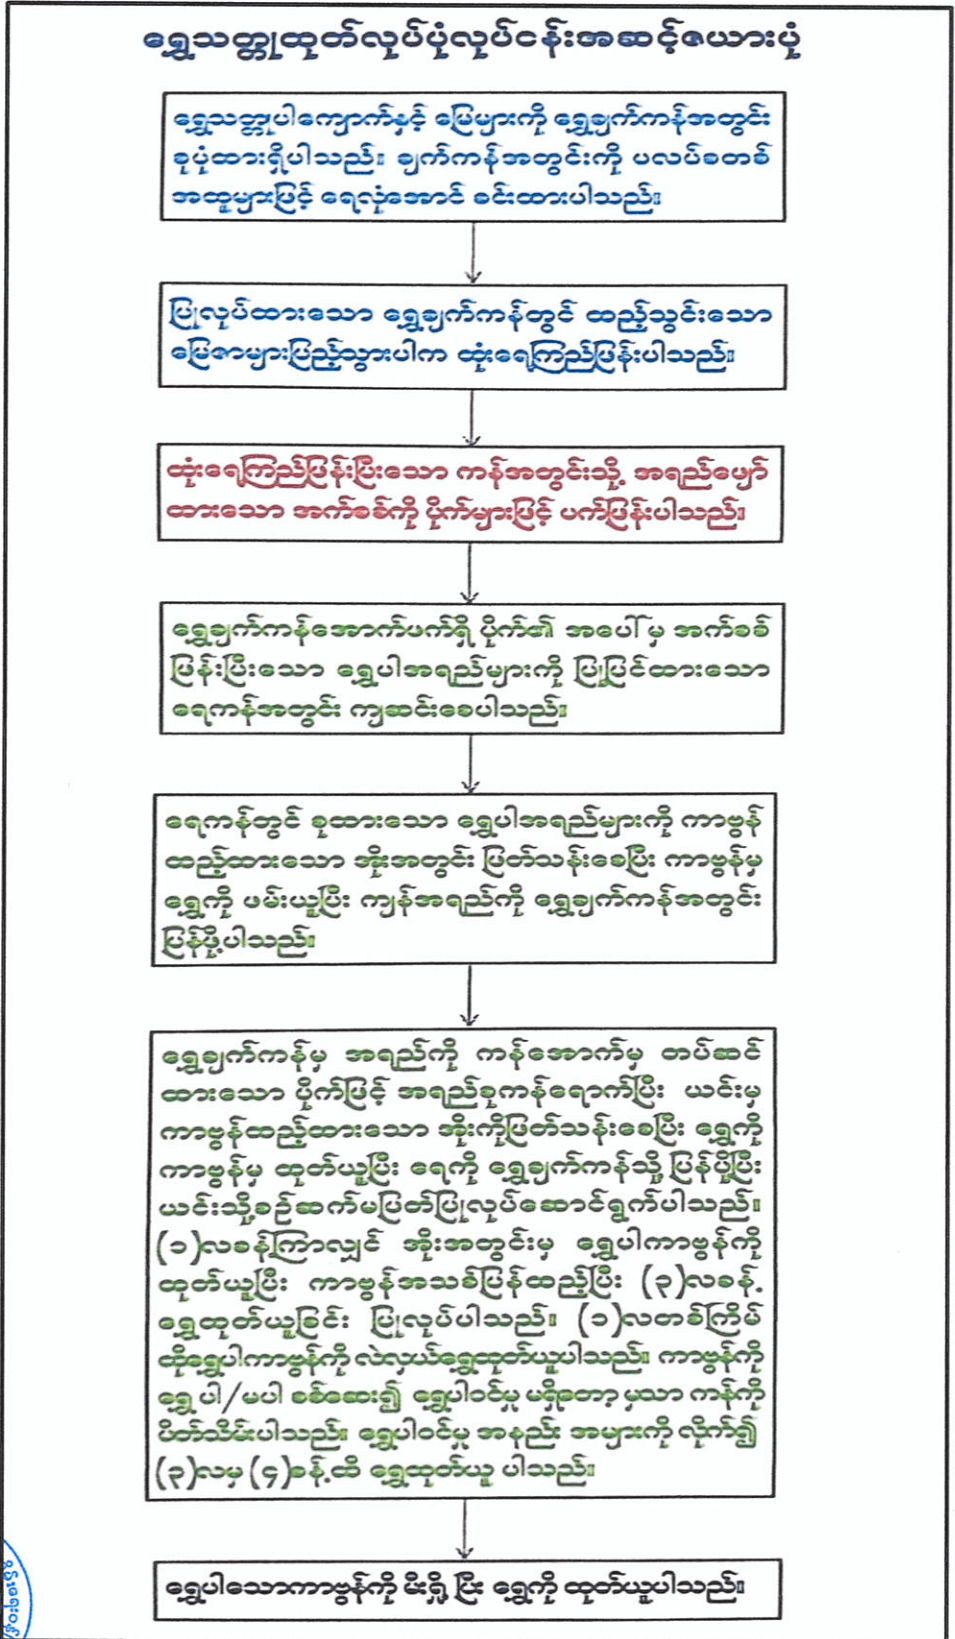 ရွှေသတ္တုထုတ်လုပ်ပုံလုပ်ငန်းအဆင့်ဇယားပုံ
ရွှေသတ္တုပါကျောက်နှင့် မြေများကို ရွှေချက်ကန်အတွင်း
စုပုံထားရှိပါသည်။ ချက်ကန်အတွင်းကို ပလပ်စတစ်
အထူများဖြင့် ရေလုံအောင် ခင်းထားပါသည်။
ပြုလုပ်ထားသော ရွှေချက်ကန်တွင် ထည့်သွင်းသော
မြေစာများပြည့်သွားပါက ထုံးရေကြည်ဖြန်းပါသည်။
ထုံးရေကြည်ဖြန်းပြီးသော ကန်အတွင်းသို့ အရည်ဖျော်
ထားသော အက်စစ်ကို ပိုက်များဖြင့် ပက်ဖြန်းပါသည်။
ရွှေချက်ကန်အောက်ဖက်ရှိ ပိုက်၏ အပေါ်မှ အက်စစ်
ဖြန်းပြီးသော ရွှေပါအရည်များကို ပြုပြင်ထားသော
ရေကန်အတွင်း ကျဆင်းစေပါသည်။
ရေကန်တွင် စုထားသော ရွှေပါအရည်များကို ကာဗွန်
ထည့်ထားသော အိုးအတွင်း ဖြတ်သန်းစေပြီး ကာဗွန်မှ
ရွှေကို ဖမ်းယူပြီး ကျန်အရည်ကို ရွှေချက်ကန်အတွင်း
ပြန်ပို့ပါသည်။
ရွှေချက်ကန်မှ အရည်ကို ကန်အောက်မှ တပ်ဆင်
ထားသော ပိုက်ဖြင့် အရည်စုကန်ရောက်ပြီး ယင်းမှ
ကာဗွန်ထည့်ထားသော အိုးကိုဖြတ်သန်းစေပြီး ရွှေကို
ကာဗွန်မှ ထုတ်ယူပြီး ရေကို ရွှေချက်ကန်သို့ ပြန်ပို့ပြီး
ယင်းသို့စဉ်ဆက်မပြတ်ပြုလုပ်ဆောင်ရွက်ပါသည်။
(၁)လခန့်ကြာလျှင် အိုးအတွင်းမှ ရွှေပါကာဗွန်ကို
ထုတ်ယူပြီး ကာဗွန်အသစ်ပြန်ထည့်ပြီး (၃)လခန့်
ရွှေထုတ်ယူခြင်း ပြုလုပ်ပါသည်။ (၁)လတစ်ကြိမ်
ထိုရွှေပါကာဗွန်ကို လဲလှယ်ရွှေထုတ်ယူပါသည်။ ကာဗွန်ကို
ရွှေ ပါ/မပါ စစ်ဆေး၍ ရွှေပါဝင်မှု မရှိတော့ မှသာ ကန်ကို
ပိတ်သိမ်းပါသည်။ ရွှေပါဝင်မှု အနည်း အများကို လိုက်၍
(၃)လမှ (၄)ခန့်ထိ ရွှေထုတ်ယူ ပါသည်။
ရွှေပါသောကာဗွန်ကို မီးရှို့ ပြီး ရွှေကို ထုတ်ယူပါသည်။